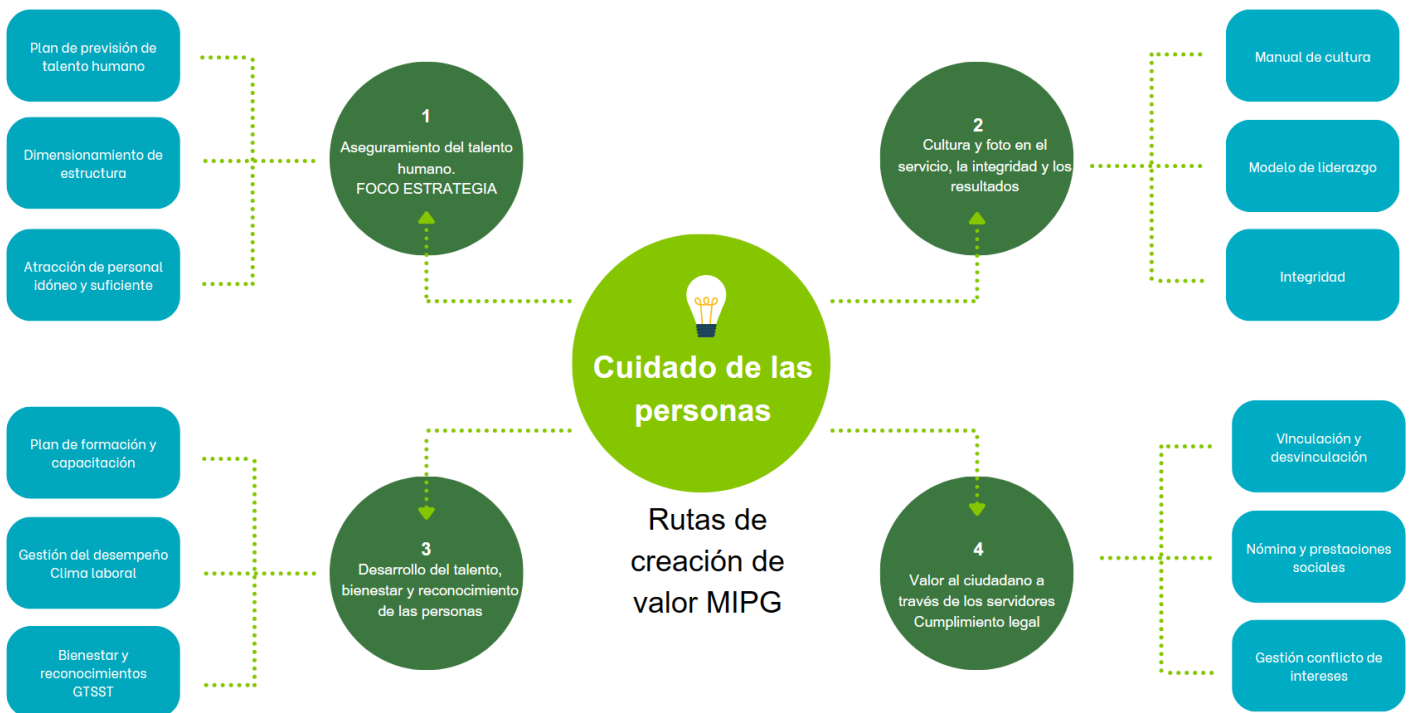 Plan de previsión de
talento humano
Dimensionamiento de
estructura
Atracción de personal
idóneo y suficiente
1
Aseguramiento del talento
humano.
FOCO ESTRATEGIA
2
Cultura y foto en el
servicio, la integridad y los
resultados
Manual de cultura
Modelo de liderazgo
Integridad
Cuidado de las
personas
Rutas de
creación de
valor MIPG
Plan de formación y
capacitación
Gestión del desempeño
Clima laboral
Bienestar y
reconocimientos
GTSST
3
Desarrollo del talento,
bienestar y reconocimiento
de las personas
4
Valor al ciudadano a
través de los servidores
Cumplimiento legal
VInculación y
desvinculación
Nómina y prestaciones
sociales
Gestión conflicto de
intereses